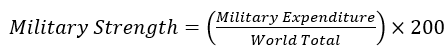 Military Strength = (Military Expenditure / World Total) × 200